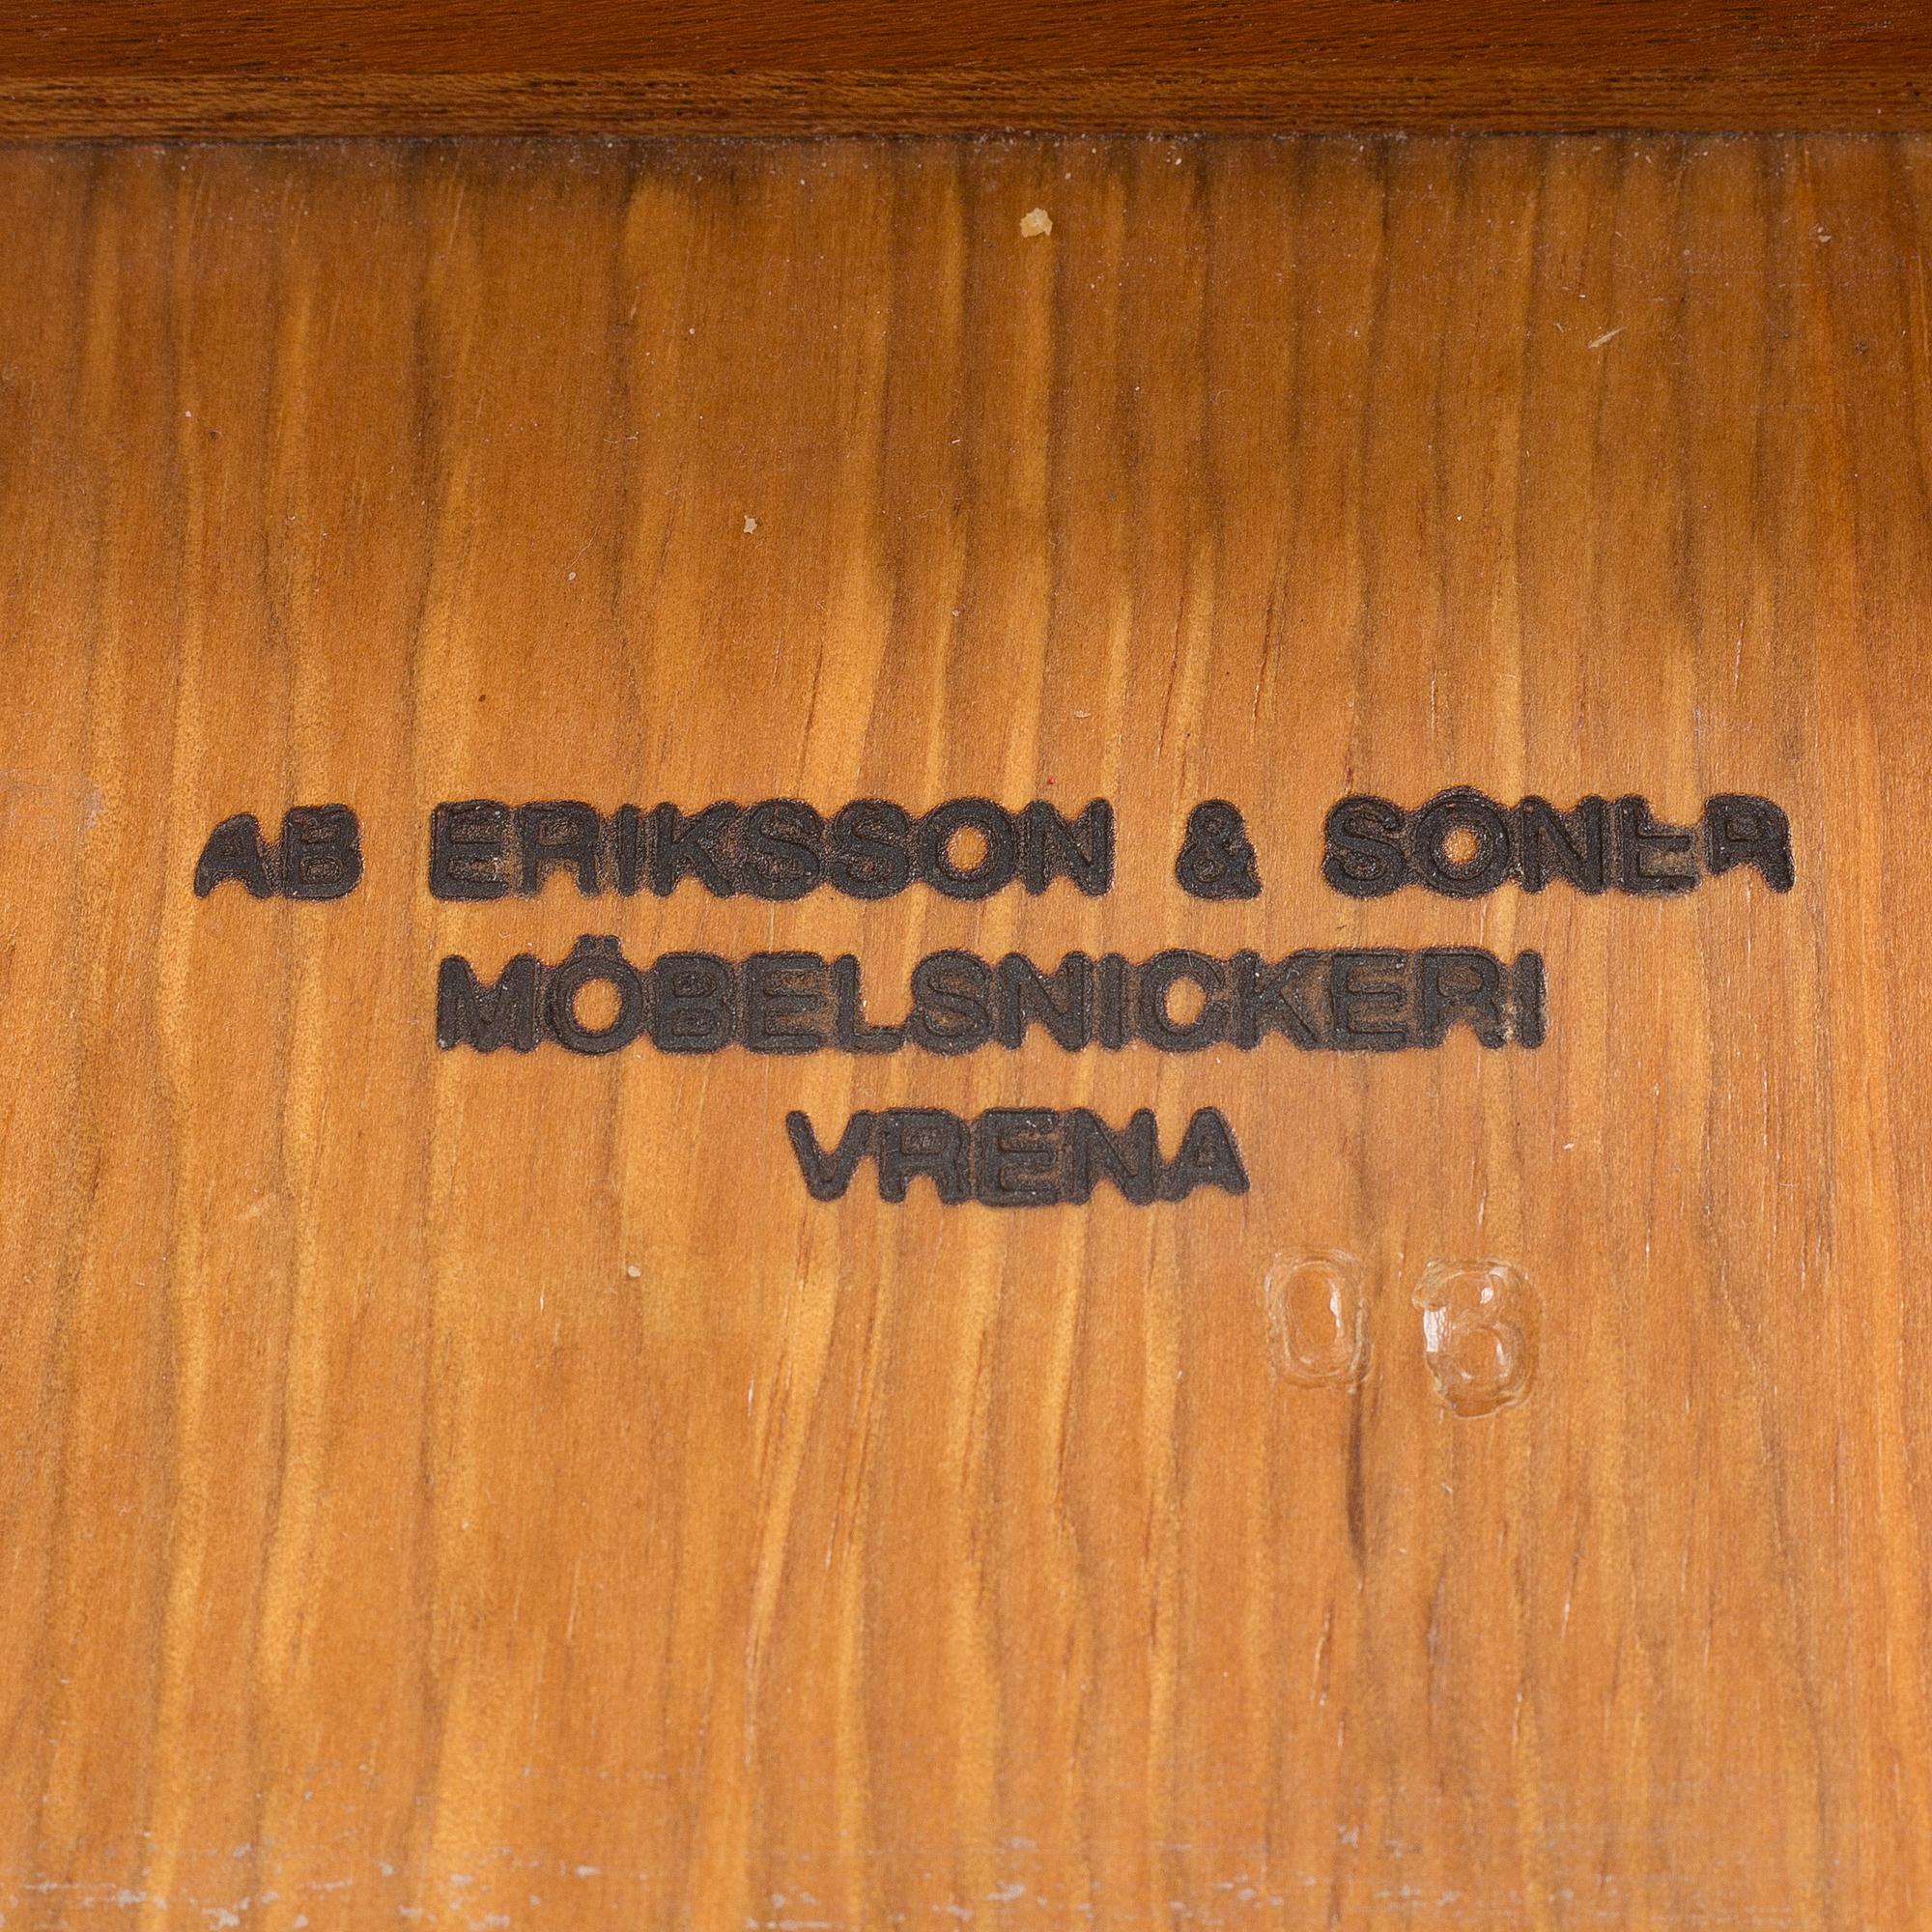 AB ERIKSSON & SÖNER
MÖBELSNICKERI
VRENA
03